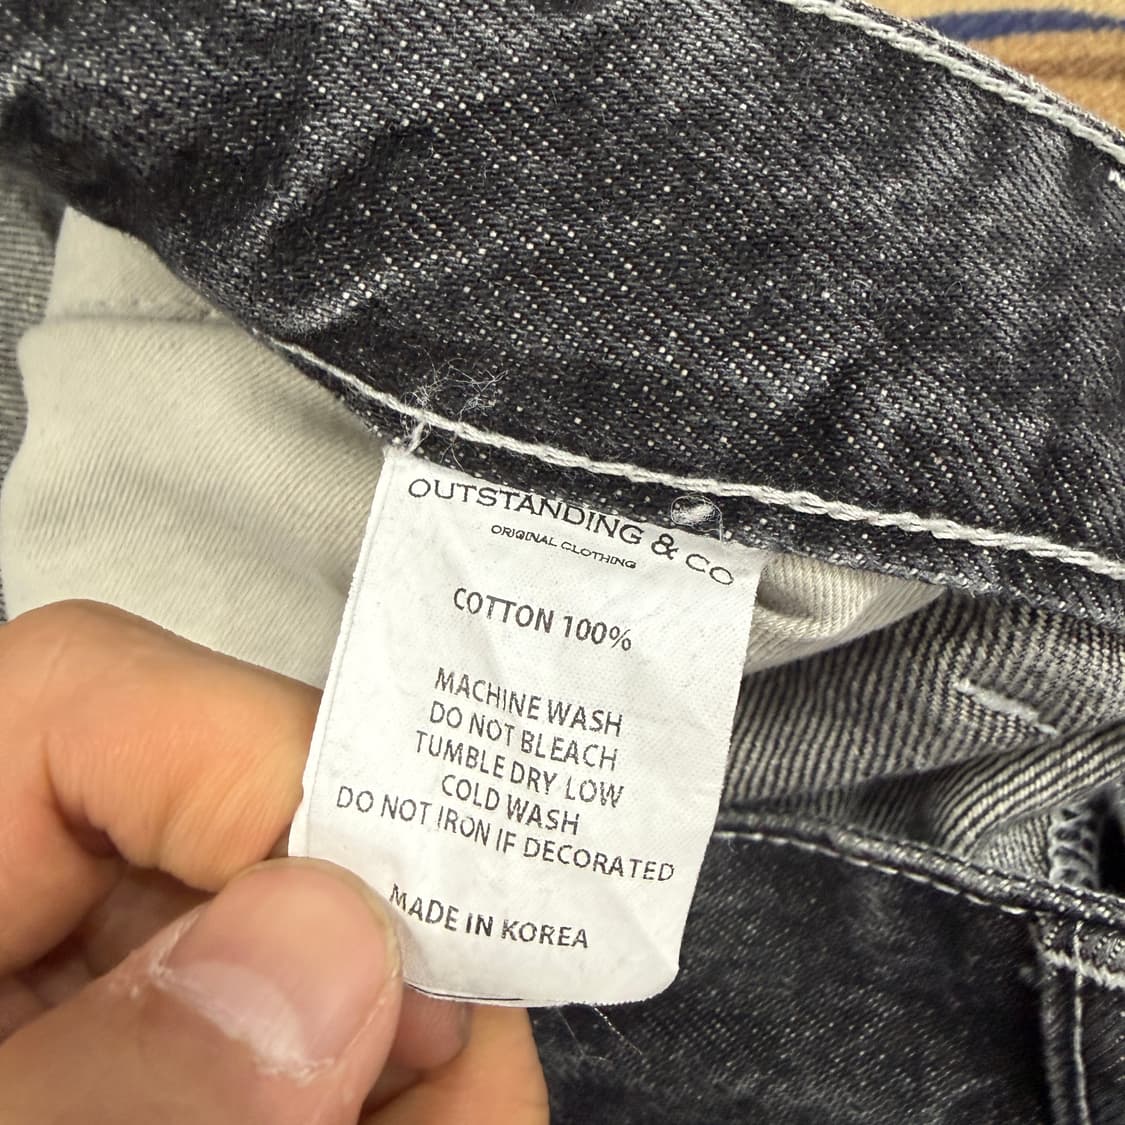 OUTSTANDING & CO
ORIGINAL CLOTHING
COTTON 100%
MACHINE WASH
DO NOT BLEACH
TUMBLE DRY LOW
COLD WASH
DO NOT IRON IF DECORATED
MADE IN KOREA